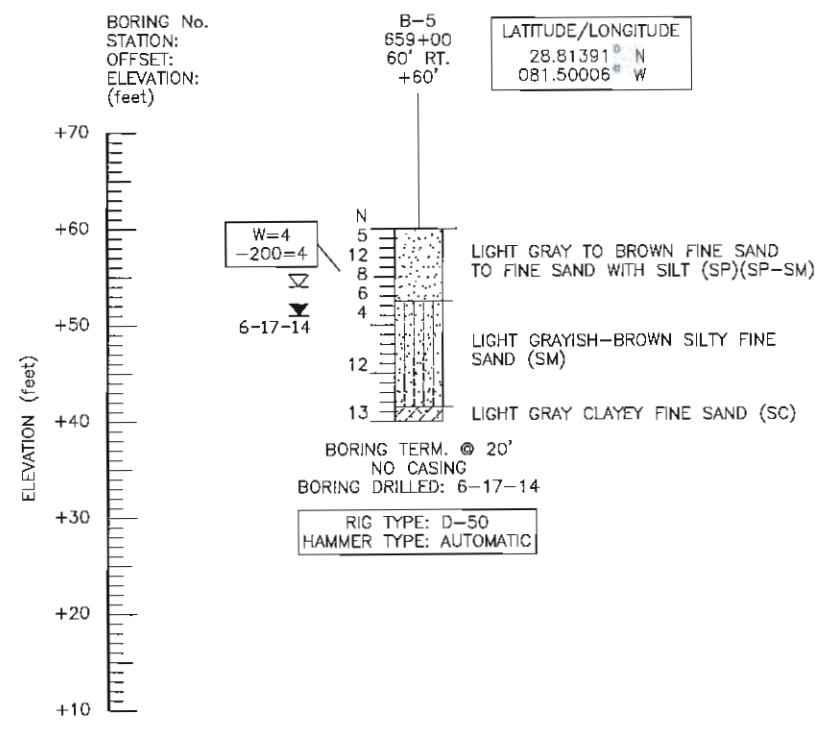 BORING No. B-5
STATION: 659+00
OFFSET: 60' RT.
ELEVATION: +60'
(feet)
LATITUDE/LONGITUDE
28.81391° N
081.50006° W
+70
+60
+50
+40
+30
+20
+10
ELEVATION (feet)
W=4
-200=4
6-17-14
N
5
12
8
6
4
12
13
LIGHT GRAY TO BROWN FINE SAND
TO FINE SAND WITH SILT (SP)(SP-SM)
LIGHT GRAYISH-BROWN SILTY FINE
SAND (SM)
LIGHT GRAY CLAYEY FINE SAND (SC)
BORING TERM. @ 20'
NO CASING
BORING DRILLED: 6-17-14
RIG TYPE: D-50
HAMMER TYPE: AUTOMATIC